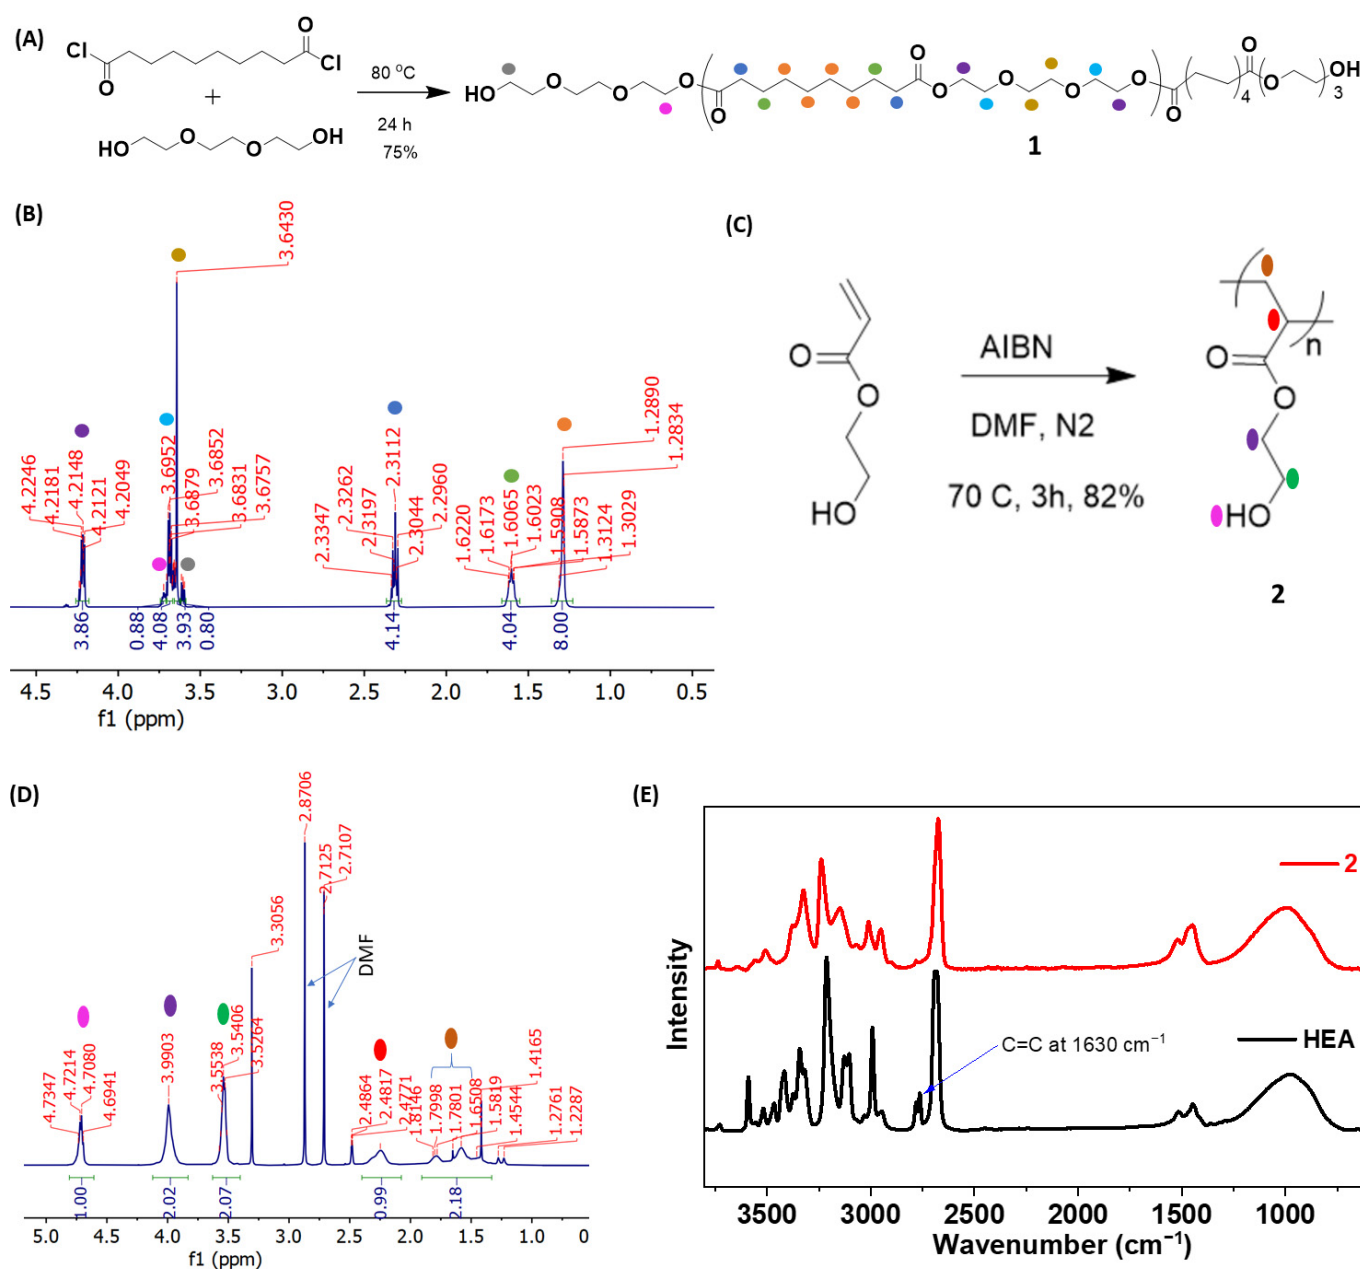 (A)
Cl
O
O
Cl
+
HO
O
O
OH
80 °C
24 h
75%
HO
O
O
O
O
O
O
O
O
O
O
O
O
4
O
3
OH
1
(B)
3.6430
4.2246
4.2181
4.2148
4.2121
4.2049
3.6952
3.6879
3.6852
3.6831
3.6757
2.3347
2.3262
2.3197
2.3112
2.3044
2.2960
1.6220
1.6173
1.6065
1.6023
1.5908
1.5873
1.3124
1.3029
1.2890
1.2834
3.86
0.88
4.08
3.93
0.80
4.14
4.04
8.00
4.5 4.0 3.5 3.0 2.5 2.0 1.5 1.0 0.5
f1 (ppm)
(C)
O
O
HO
AIBN
DMF, N2
70 C, 3h, 82%
n
O
O
HO
2
(D)
4.7347
4.7214
4.7080
4.6941
3.9903
3.5538
3.5406
3.5264
3.3056
2.8706
2.7125
2.7107
DMF
2.4864
2.4817
2.4771
1.8146
1.7998
1.7801
1.6508
1.5819
1.4544
1.4165
1.2761
1.2287
1.00
2.02
2.07
0.99
2.18
5.0 4.5 4.0 3.5 3.0 2.5 2.0 1.5 1.0 0.5 0
f1 (ppm)
(E)
2
HEA
C=C at 1630 cm⁻¹
Intensity
3500 3000 2500 2000 1500 1000
Wavenumber (cm⁻¹)